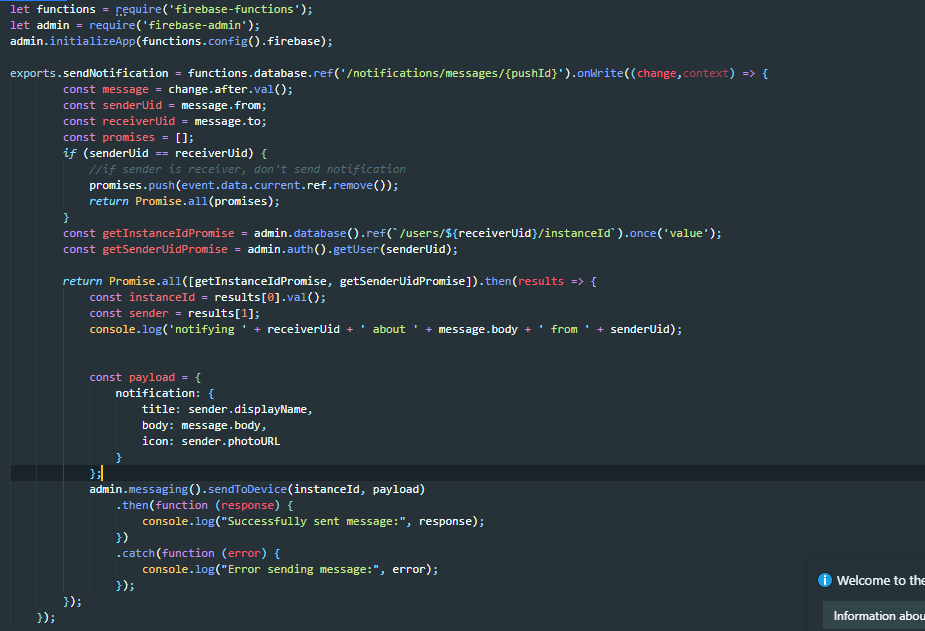 let functions = require('firebase-functions');
let admin = require('firebase-admin');
admin.initializeApp(functions.config().firebase);
exports.sendNotification = functions.database.ref('/notifications/messages/{pushId}').onWrite((change,context) => {
const message = change.after.val();
const senderUid = message.from;
const receiverUid = message.to;
const promises = [];
if (senderUid == receiverUid) {
//if sender is receiver, don't send notification
promises.push(event.data.current.ref.remove());
return Promise.all(promises);
}
const getInstanceIdPromise = admin.database().ref(`/users/${receiverUid}/instanceId`).once('value');
const getSenderUidPromise = admin.auth().getUser(senderUid);
return Promise.all([getInstanceIdPromise, getSenderUidPromise]).then(results => {
const instanceId = results[0].val();
const sender = results[1];
console.log('notifying ' + receiverUid + ' about ' + message.body + ' from ' + senderUid);
const payload = {
notification: {
title: sender.displayName,
body: message.body,
icon: sender.photoURL
}
};
admin.messaging().sendToDevice(instanceId, payload)
.then(function (response) {
console.log("Successfully sent message:", response);
})
.catch(function (error) {
console.log("Error sending message:", error);
});
});
});
Welcome to the
Information abou